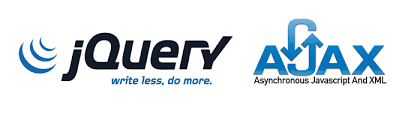 jQuery
write less, do more.
AJAX
Asynchronous Javascript And XML